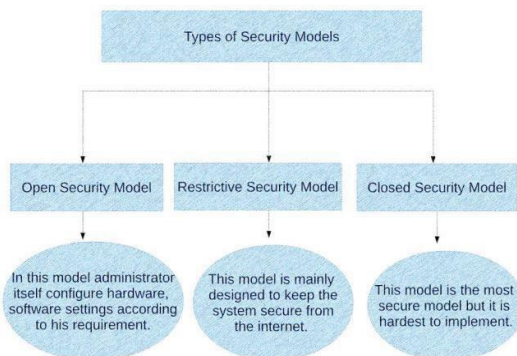 Types of Security Models
Open Security Model
Restrictive Security Model
Closed Security Model
In this model administrator
itself configure hardware,
software settings according
to his requirement.
This model is mainly
designed to keep the
system secure from
the internet.
This model is the most
secure model but it is
hardest to implement.